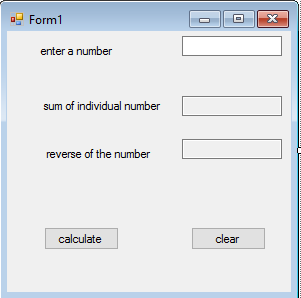 Form1
enter a number
sum of individual number
reverse of the number
calculate clear